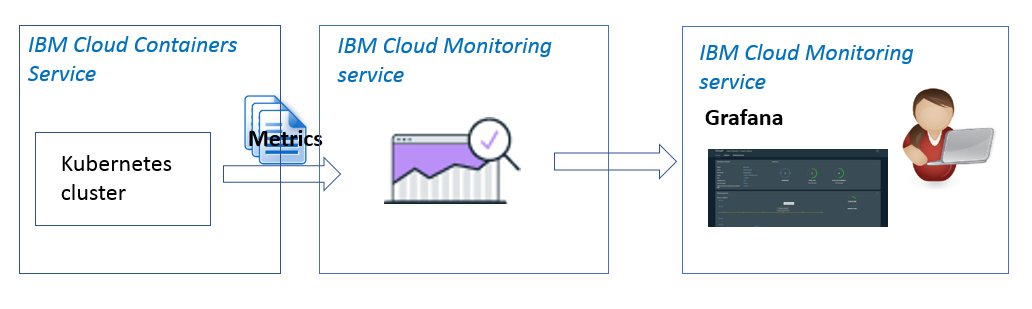 IBM Cloud Containers
Service
Kubernetes
cluster
Metrics
IBM Cloud Monitoring
service
IBM Cloud Monitoring
service
Grafana